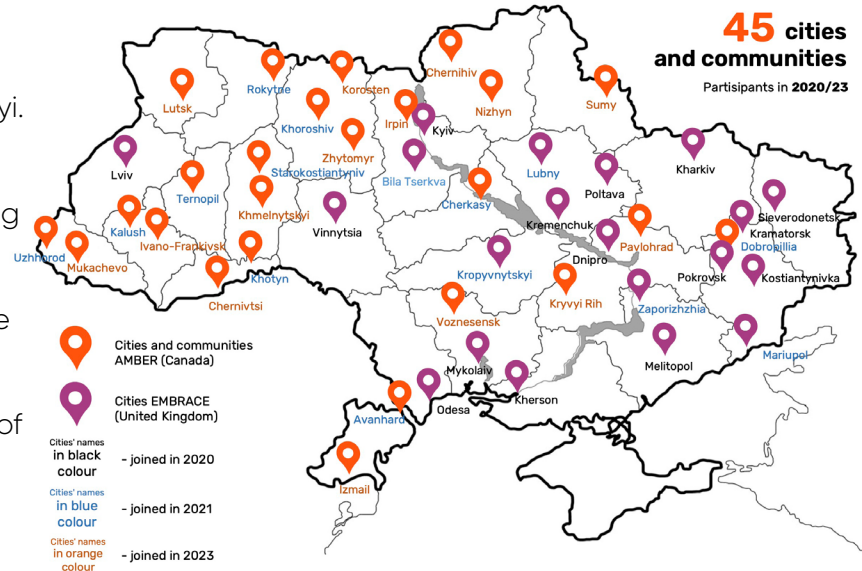 45 cities
and communities
Partisipants in 2020/23
yi.
g
e
of
Chernihiv
Rokytne
Korosten
Lutsk
Nizhyn
Sumy
Khoroshiv
Irpin
Kyiv
Zhytomyr
Lviv
Starokostiantyniv
Bila Tserkva
Lubny
Kharkiv
Ternopil
Poltava
Cherkasy
Khmelnytskyi
Sieverodonetsk
Kalush
Vinnytsia
Kremenchuk
Kramatorsk
Ivano-Frankivsk
Pavlohrad
Dobropillia
Uzhhorod
Mukachevo
Dnipro
Khotyn
Kropyvnytskyi
Pokrovsk
Kostiantynivka
Chernivtsi
Kryvyi Rih
Zaporizhzhia
Voznesensk
Mariupol
Melitopol
Mykolaiv
Kherson
Odesa
Avanhard
Izmail
Cities and communities
AMBER (Canada)
Cities EMBRACE
(United Kingdom)
Cities' names
in black
colour
- joined in 2020
Cities' names
in blue
colour
- joined in 2021
Cities' names
in orange
colour
- joined in 2023